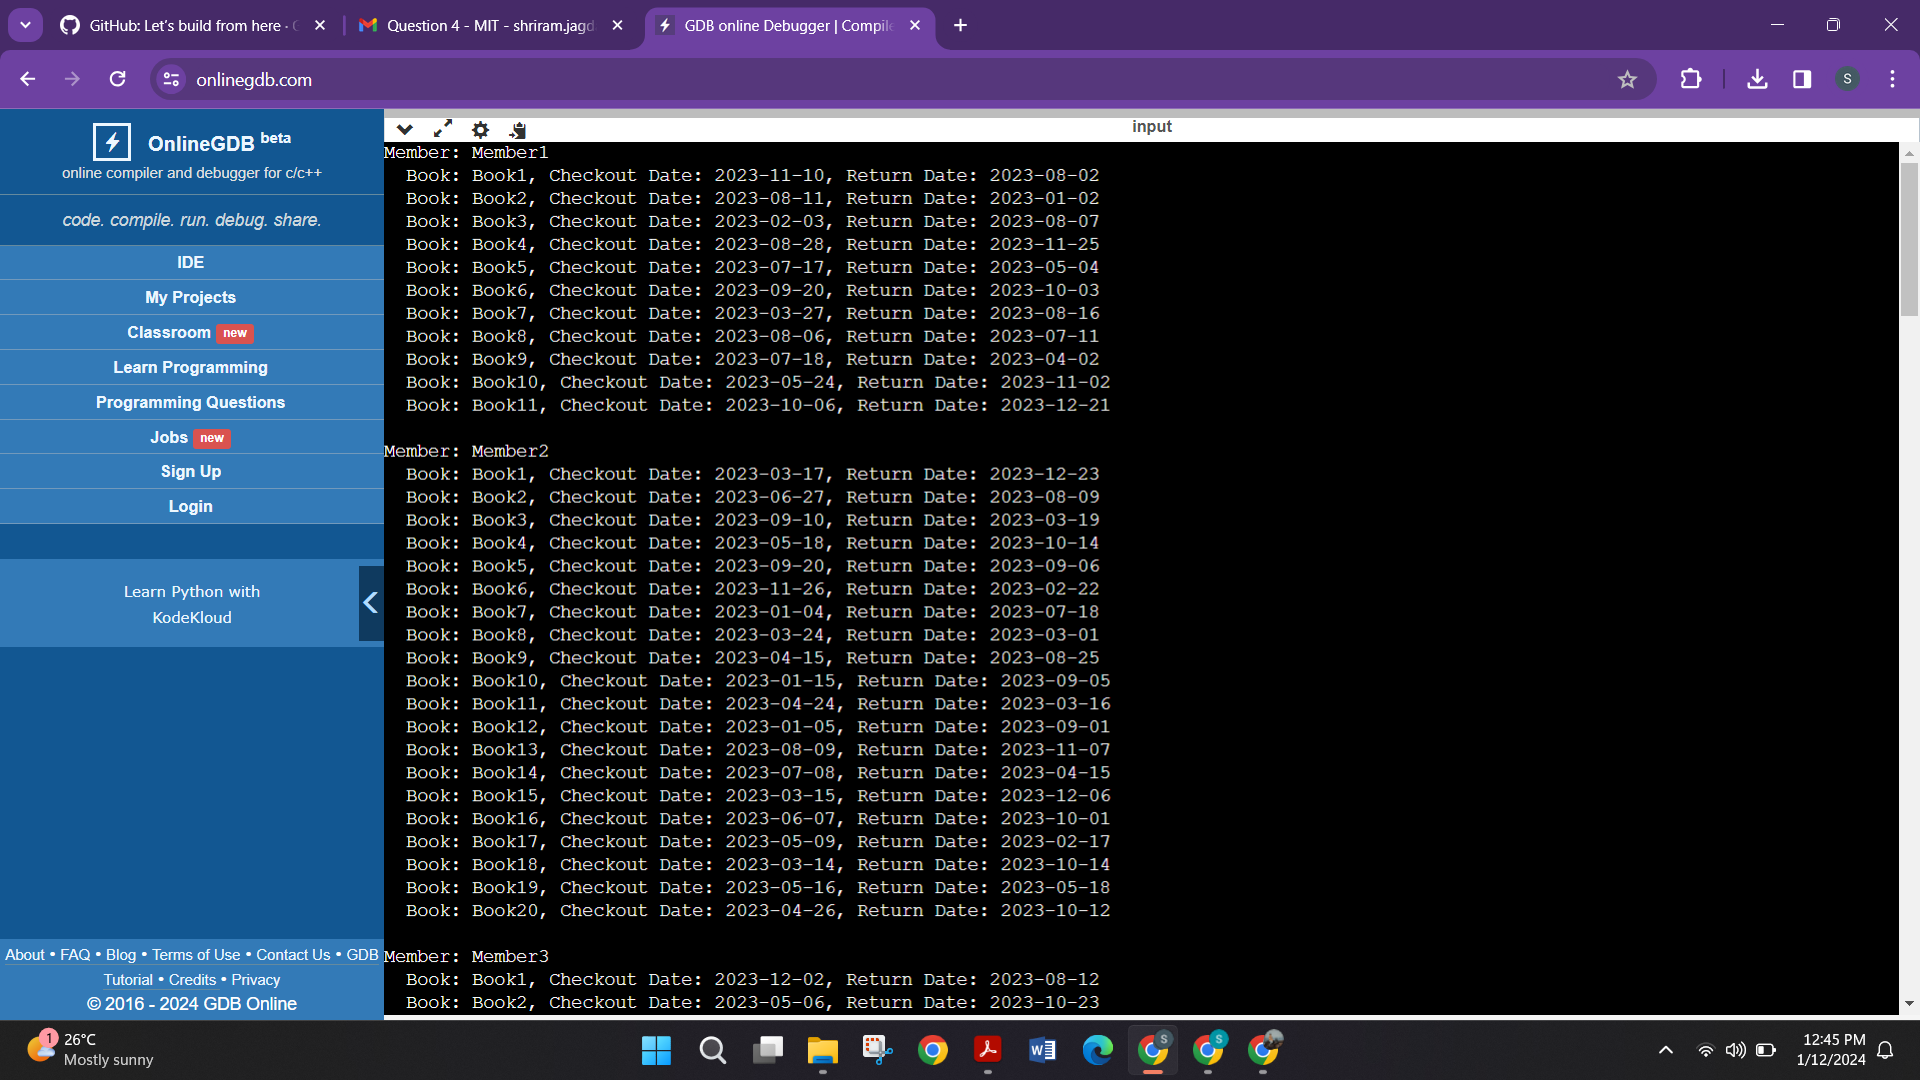 GitHub: Let's build from here ·
Question 4 - MIT - shriram.jagd
GDB online Debugger | Compile
onlinegdb.com
S
OnlineGDB beta
online compiler and debugger for c/c++
code. compile. run. debug. share.
IDE
My Projects
Classroom new
Learn Programming
Programming Questions
Jobs new
Sign Up
Login
Learn Python with
KodeKloud
About • FAQ • Blog • Terms of Use • Contact Us • GDB
Tutorial • Credits • Privacy
© 2016 - 2024 GDB Online
input
Member: Member1
Book: Book1, Checkout Date: 2023-11-10, Return Date: 2023-08-02
Book: Book2, Checkout Date: 2023-08-11, Return Date: 2023-01-02
Book: Book3, Checkout Date: 2023-02-03, Return Date: 2023-08-07
Book: Book4, Checkout Date: 2023-08-28, Return Date: 2023-11-25
Book: Book5, Checkout Date: 2023-07-17, Return Date: 2023-05-04
Book: Book6, Checkout Date: 2023-09-20, Return Date: 2023-10-03
Book: Book7, Checkout Date: 2023-03-27, Return Date: 2023-08-16
Book: Book8, Checkout Date: 2023-08-06, Return Date: 2023-07-11
Book: Book9, Checkout Date: 2023-07-18, Return Date: 2023-04-02
Book: Book10, Checkout Date: 2023-05-24, Return Date: 2023-11-02
Book: Book11, Checkout Date: 2023-10-06, Return Date: 2023-12-21
Member: Member2
Book: Book1, Checkout Date: 2023-03-17, Return Date: 2023-12-23
Book: Book2, Checkout Date: 2023-06-27, Return Date: 2023-08-09
Book: Book3, Checkout Date: 2023-09-10, Return Date: 2023-03-19
Book: Book4, Checkout Date: 2023-05-18, Return Date: 2023-10-14
Book: Book5, Checkout Date: 2023-09-20, Return Date: 2023-09-06
Book: Book6, Checkout Date: 2023-11-26, Return Date: 2023-02-22
Book: Book7, Checkout Date: 2023-01-04, Return Date: 2023-07-18
Book: Book8, Checkout Date: 2023-03-24, Return Date: 2023-03-01
Book: Book9, Checkout Date: 2023-04-15, Return Date: 2023-08-25
Book: Book10, Checkout Date: 2023-01-15, Return Date: 2023-09-05
Book: Book11, Checkout Date: 2023-04-24, Return Date: 2023-03-16
Book: Book12, Checkout Date: 2023-01-05, Return Date: 2023-09-01
Book: Book13, Checkout Date: 2023-08-09, Return Date: 2023-11-07
Book: Book14, Checkout Date: 2023-07-08, Return Date: 2023-04-15
Book: Book15, Checkout Date: 2023-03-15, Return Date: 2023-12-06
Book: Book16, Checkout Date: 2023-06-07, Return Date: 2023-10-01
Book: Book17, Checkout Date: 2023-05-09, Return Date: 2023-02-17
Book: Book18, Checkout Date: 2023-03-14, Return Date: 2023-10-14
Book: Book19, Checkout Date: 2023-05-16, Return Date: 2023-05-18
Book: Book20, Checkout Date: 2023-04-26, Return Date: 2023-10-12
Member: Member3
Book: Book1, Checkout Date: 2023-12-02, Return Date: 2023-08-12
Book: Book2, Checkout Date: 2023-05-06, Return Date: 2023-10-23
1
26°C
Mostly sunny
12:45 PM
1/12/2024